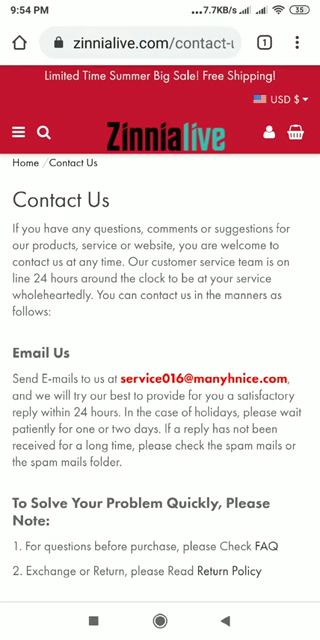 9:54 PM
...7.7KB/s
35
zinnialive.com/contact-u
1
Limited Time Summer Big Sale! Free Shipping!
USD $
Zinnialive
Home / Contact Us
Contact Us
If you have any questions, comments or suggestions for
our products, service or website, you are welcome to
contact us at any time. Our customer service team is on
line 24 hours around the clock to be at your service
wholeheartedly. You can contact us in the manners as
follows:
Email Us
Send E-mails to us at service016@manyhnice.com,
and we will try our best to provide for you a satisfactory
reply within 24 hours. In the case of holidays, please wait
patiently for one or two days. If a reply has not been
received for a long time, please check the spam mails or
the spam mails folder.
To Solve Your Problem Quickly, Please
Note:
1. For questions before purchase, please Check FAQ
2. Exchange or Return, please Read Return Policy